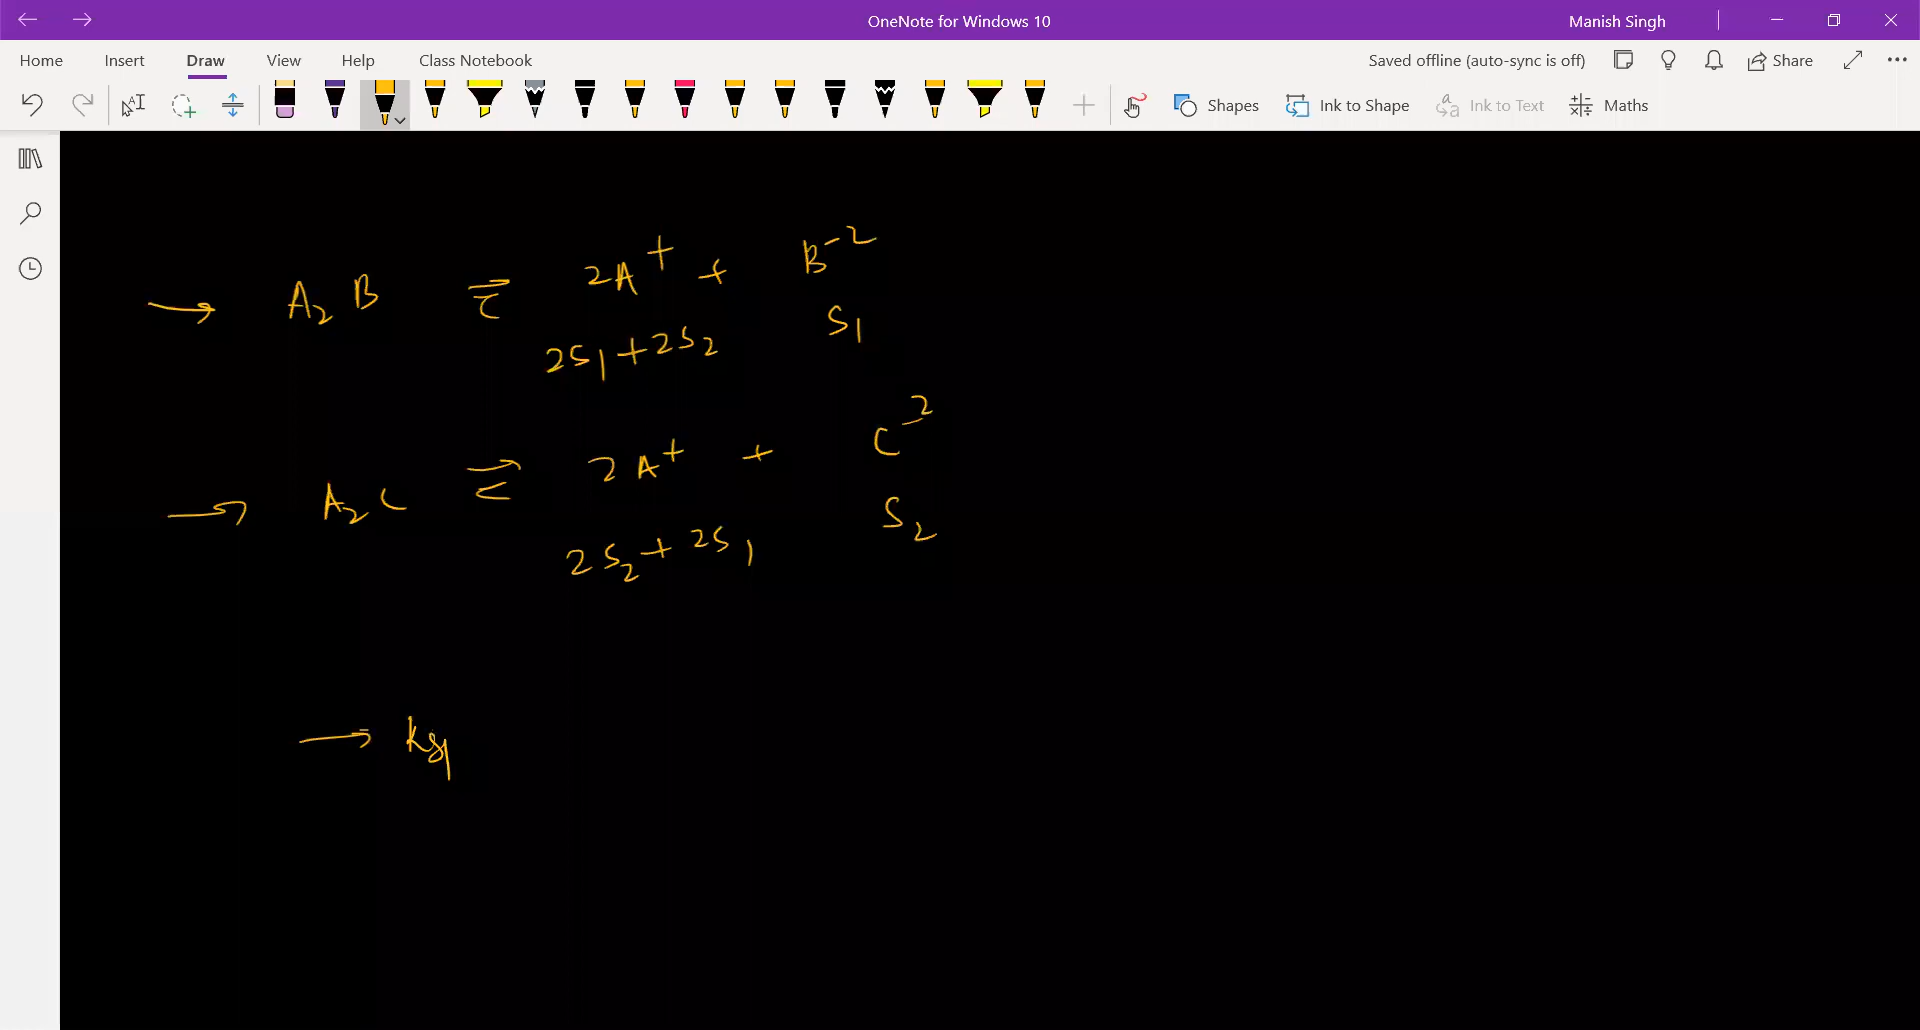 OneNote for Windows 10
Manish Singh
Home Insert Draw View Help Class Notebook
Saved offline (auto-sync is off) Share
Shapes Ink to Shape Ink to Text Maths
→ A₂B ⇌ 2A⁺ + B⁻²
2S₁+2S₂ S₁
→ A₂C ⇌ 2A⁺ + C⁻²
2S₂+2S₁ S₂
→ Ksp